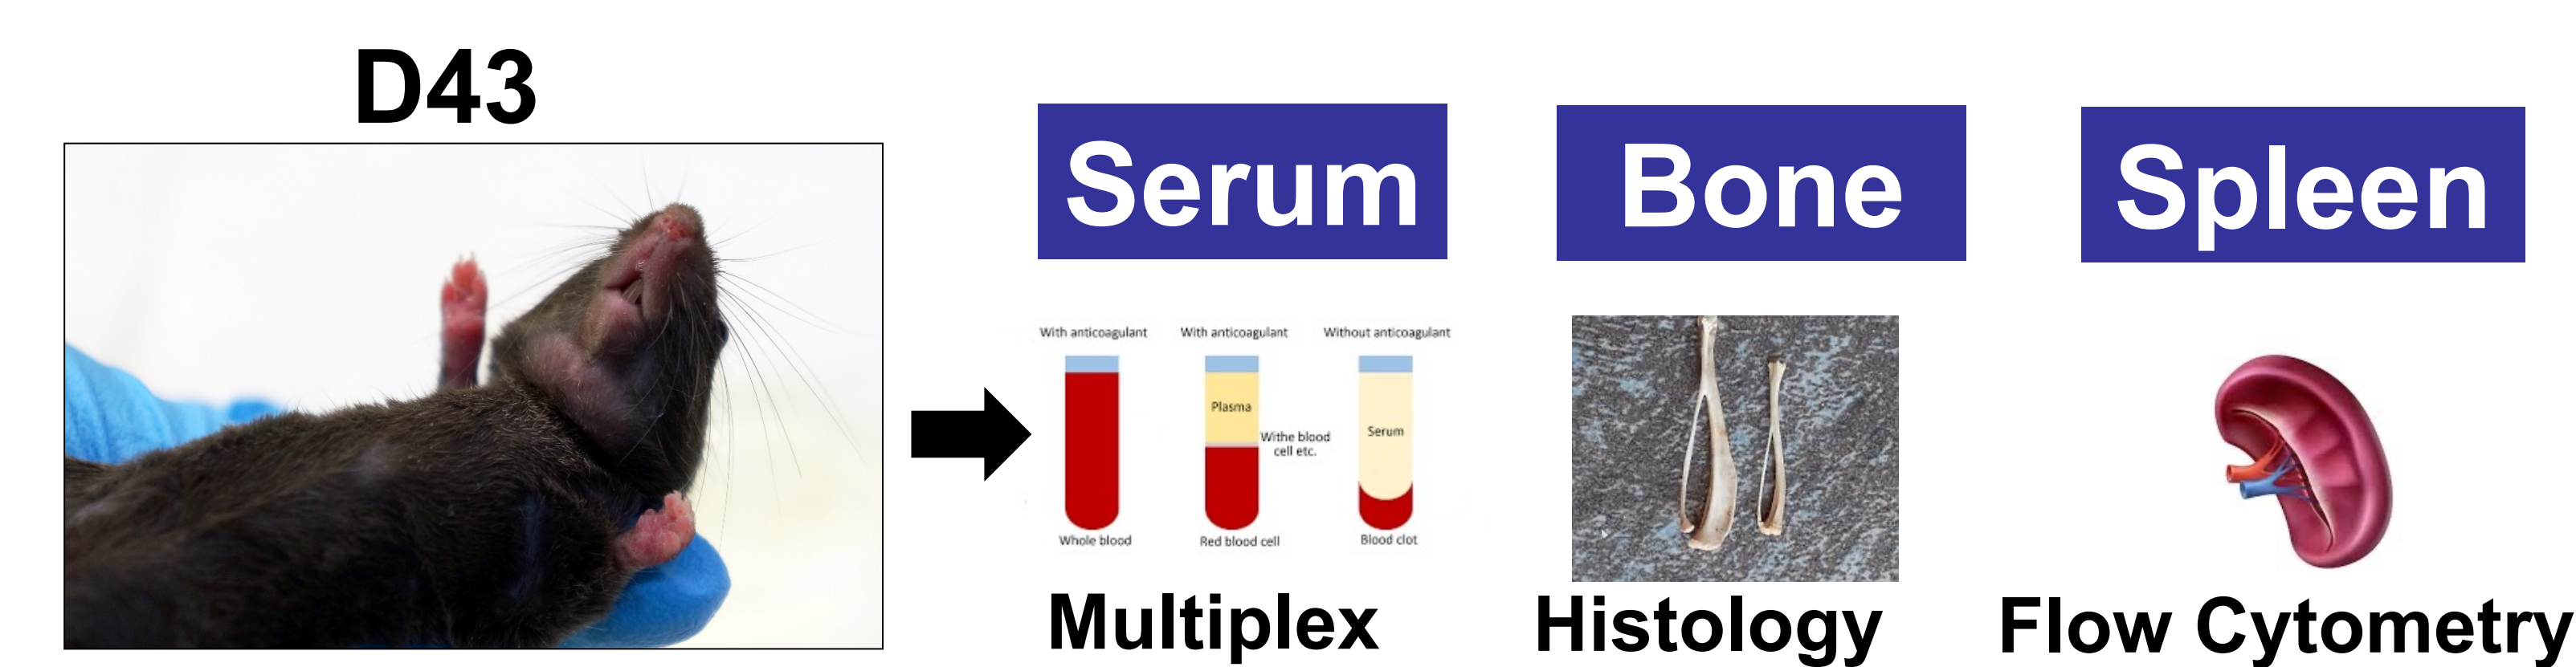 D43
Serum
Bone
Spleen
With anticoagulant
With anticoagulant
Without anticoagulant
Plasma
Withe blood
cell etc.
Serum
Whole blood
Red blood cell
Blood clot
Multiplex
Histology
Flow Cytometry